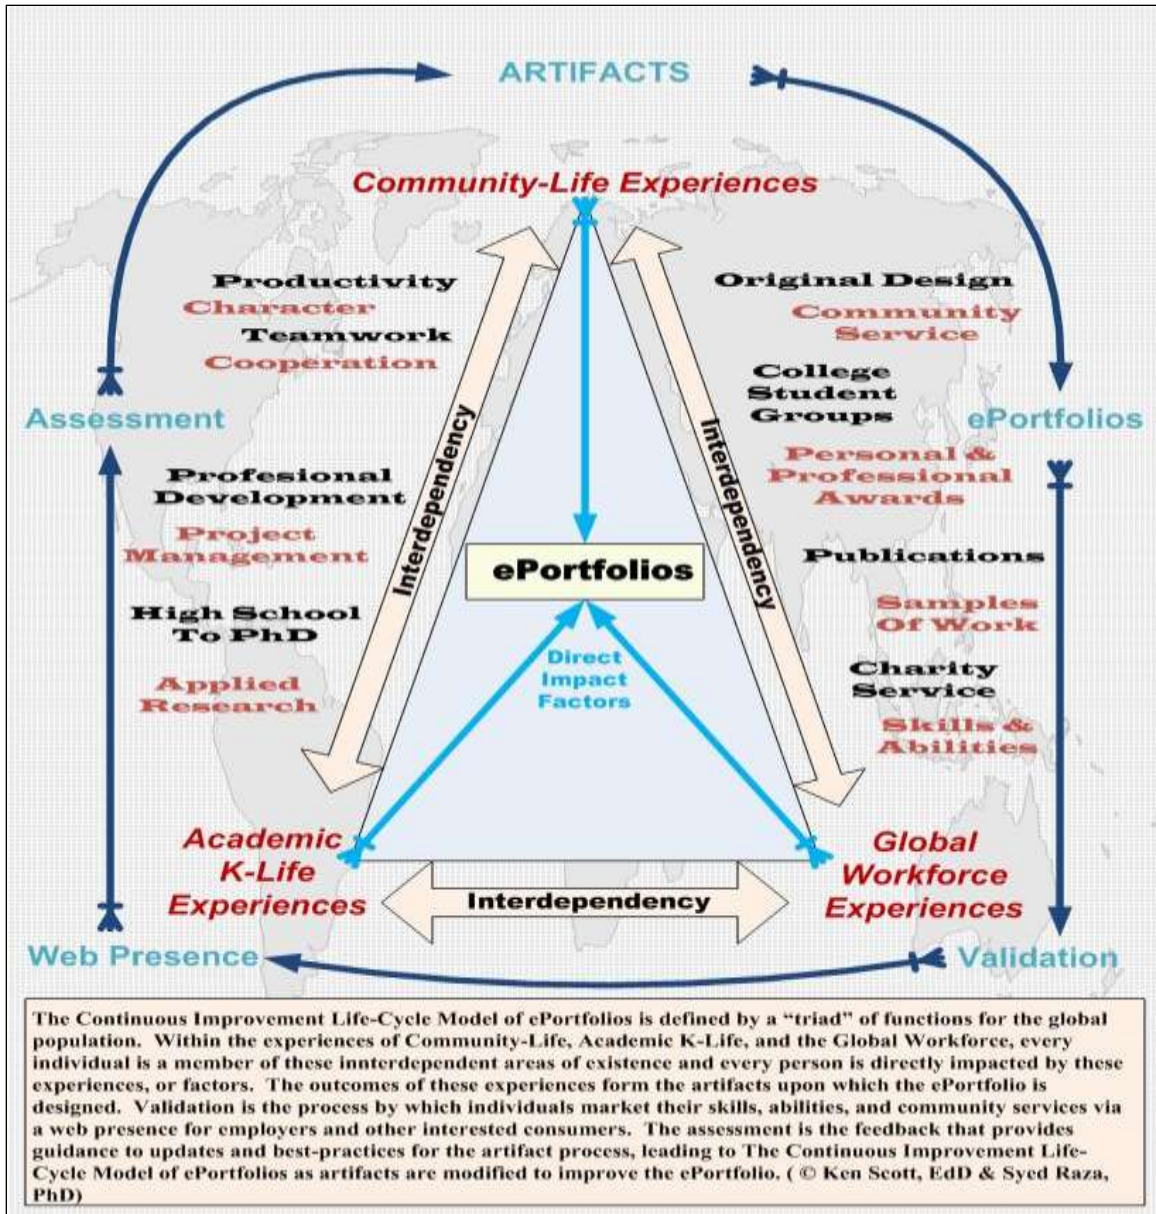 ARTIFACTS
Community-Life Experiences
Productivity
Character
Teamwork
Cooperation
Original Design
Community
Service
College
Student
Groups
Assessment
ePortfolios
Interdependency
Interdependency
Personal &
Professional
Awards
Profesional
Development
Project
Management
Publications
ePortfolios
High School
To PhD
Samples
Of Work
Direct
Impact
Factors
Charity
Service
Applied
Research
Skills &
Abilities
Academic
K-Life
Experiences
Global
Workforce
Experiences
Interdependency
Web Presence
Validation
The Continuous Improvement Life-Cycle Model of ePortfolios is defined by a “triad” of functions for the global
population. Within the experiences of Community-Life, Academic K-Life, and the Global Workforce, every
individual is a member of these innterdependent areas of existence and every person is directly impacted by these
experiences, or factors. The outcomes of these experiences form the artifacts upon which the ePortfolio is
designed. Validation is the process by which individuals market their skills, abilities, and community services via
a web presence for employers and other interested consumers. The assessment is the feedback that provides
guidance to updates and best-practices for the artifact process, leading to The Continuous Improvement Life-
Cycle Model of ePortfolios as artifacts are modified to improve the ePortfolio. ( © Ken Scott, EdD & Syed Raza,
PhD)